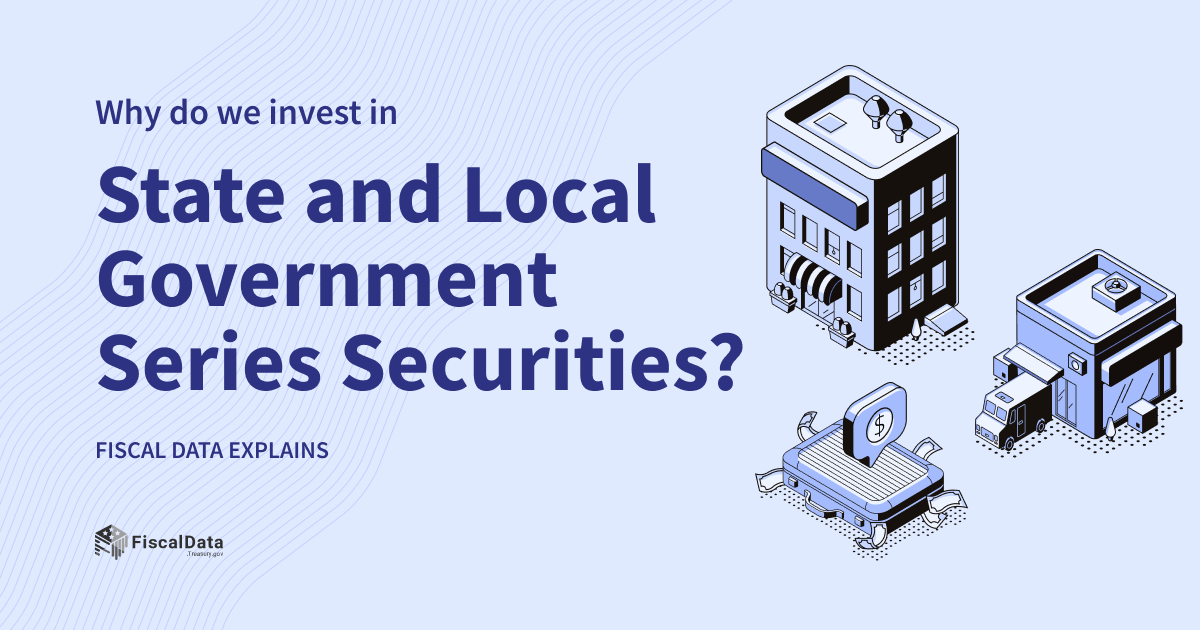 Why do we invest in
State and Local
Government
Series Securities?
FISCAL DATA EXPLAINS
FiscalData
.Treasury.gov
$